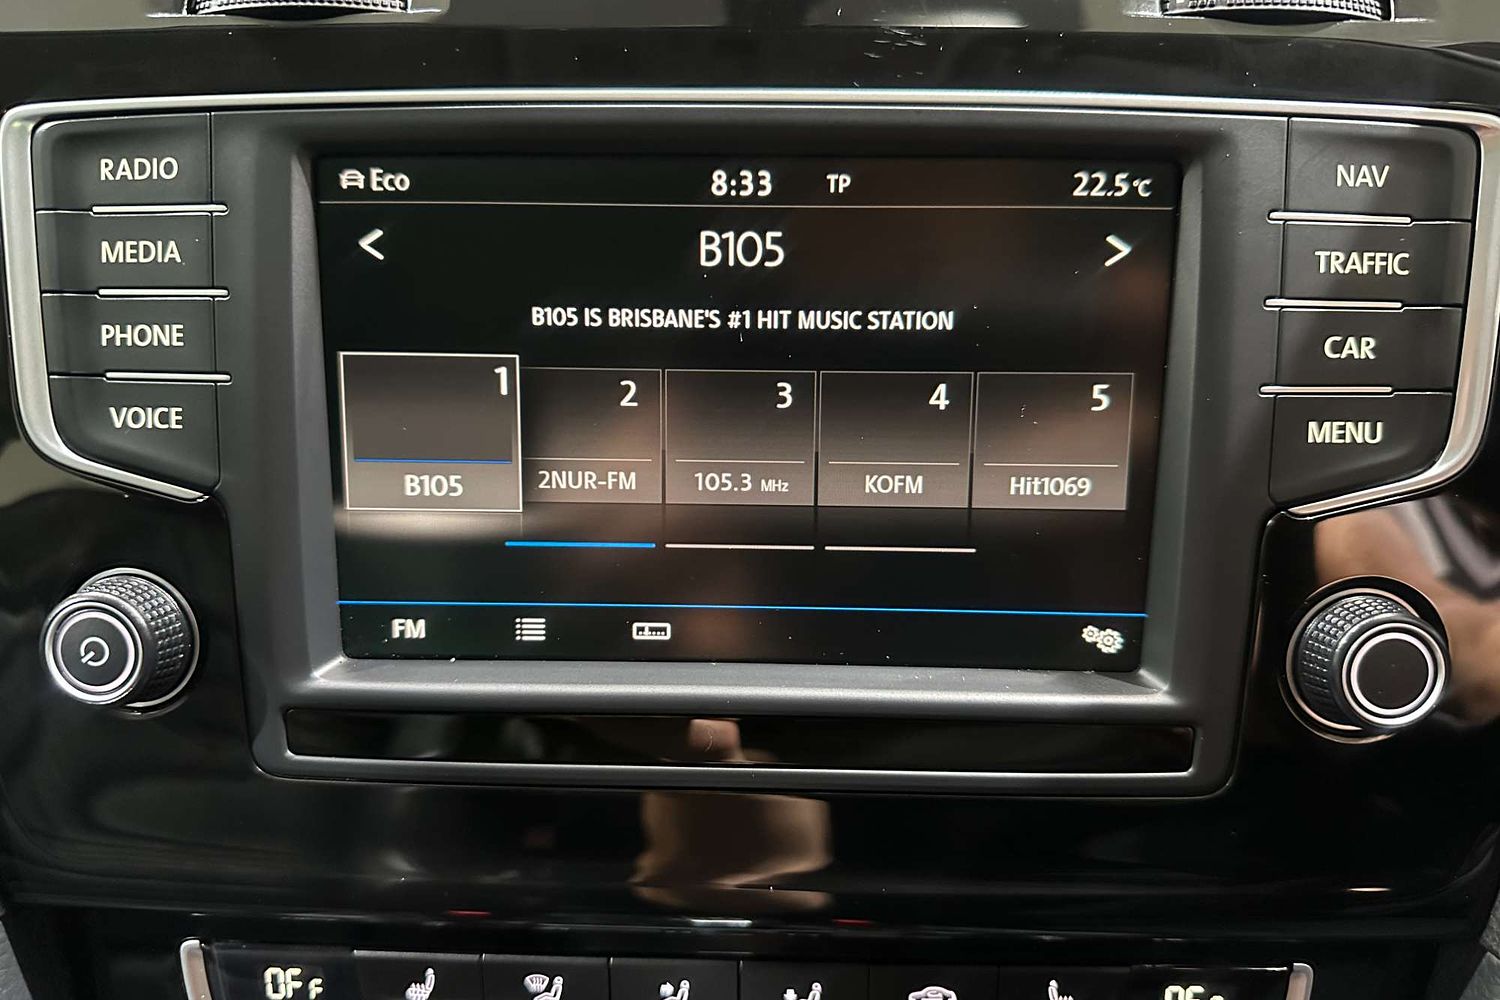 RADIO
MEDIA
PHONE
VOICE
Eco 8:33 TP 22.5°C
< B105 >
B105 IS BRISBANE'S #1 HIT MUSIC STATION
1 2 3 4 5
B105 2NUR-FM 105.3 MHz KOFM Hit1069
FM
NAV
TRAFFIC
CAR
MENU
OFF